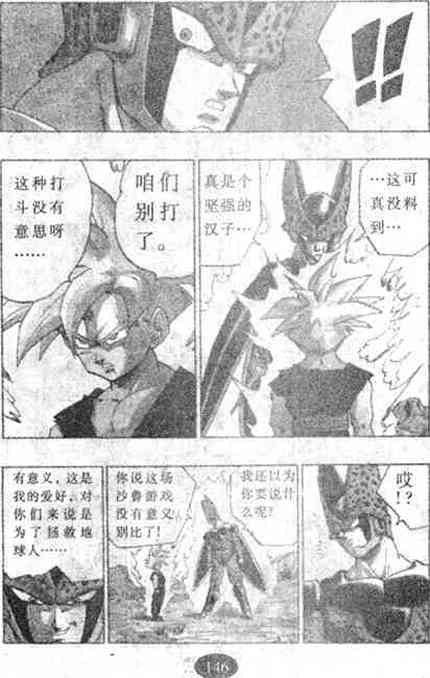 !!
…这可
真没料
到…
真是个
坚强的
汉子…
咱们
别打
了。
这种打
斗没有
意思呀
……
哎
!?
我还以为
你要说什
么呢?
你说这场
沙鲁游戏
没有意义
别比了!
有意义，这是
我的爱好，对
你们来说是
为了拯救地
球人……
146